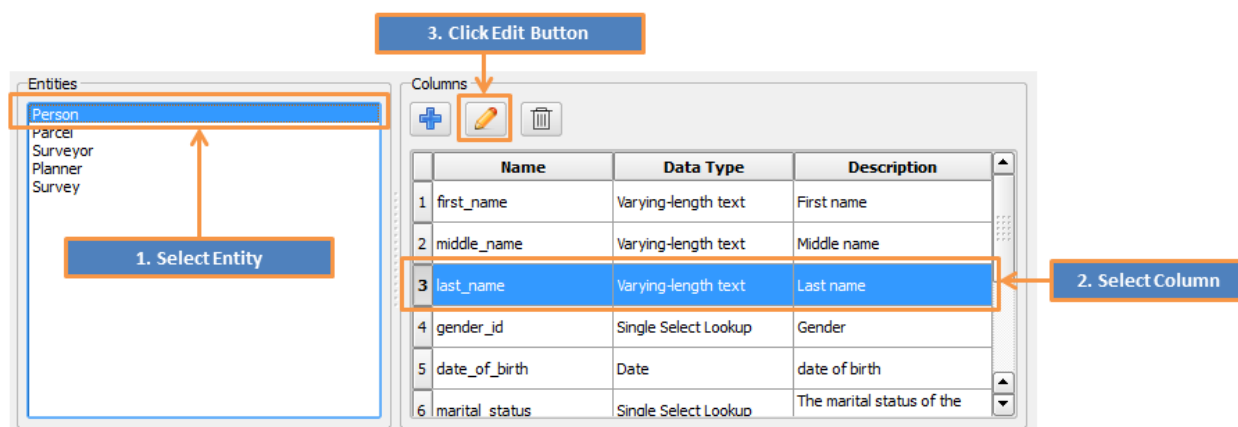 3. Click Edit Button
Entities
Columns
Person
Parcel
Surveyor
Planner
Survey
1. Select Entity
Name Data Type Description
1 first_name Varying-length text First name
2 middle_name Varying-length text Middle name
3 last_name Varying-length text Last name
2. Select Column
4 gender_id Single Select Lookup Gender
5 date_of_birth Date date of birth
6 marital_status Single Select Lookup The marital status of the